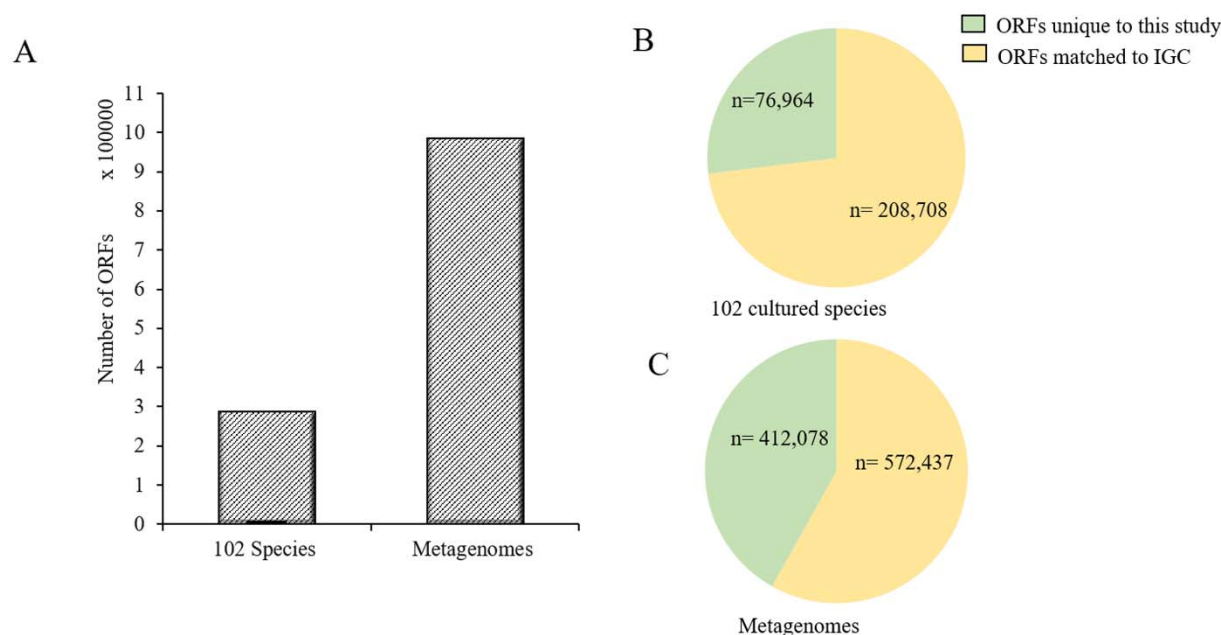 A
Number of ORFs
x 100000
11
10
9
8
7
6
5
4
3
2
1
0
102 Species
Metagenomes
ORFs unique to this study
ORFs matched to IGC
B
n=76,964
n= 208,708
102 cultured species
C
n= 412,078
n= 572,437
Metagenomes